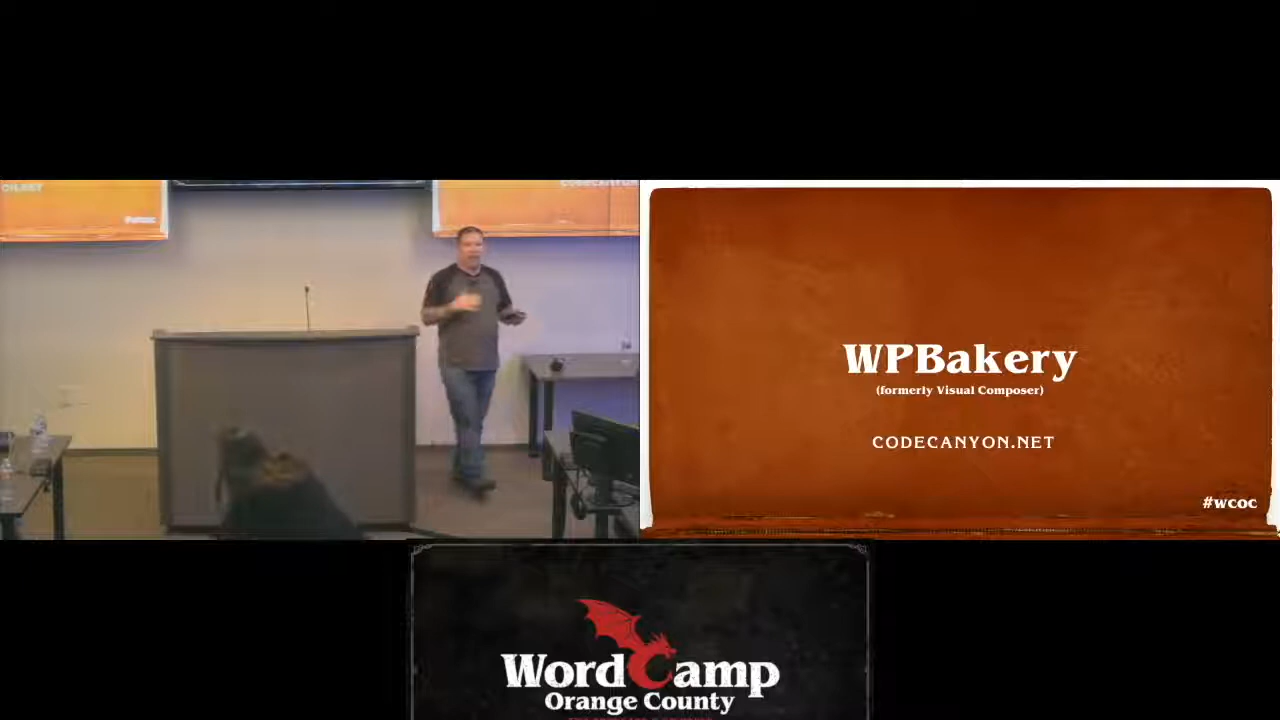 WPBakery
(formerly Visual Composer)
CODECANYON.NET
#wcoc
WordCamp
Orange County